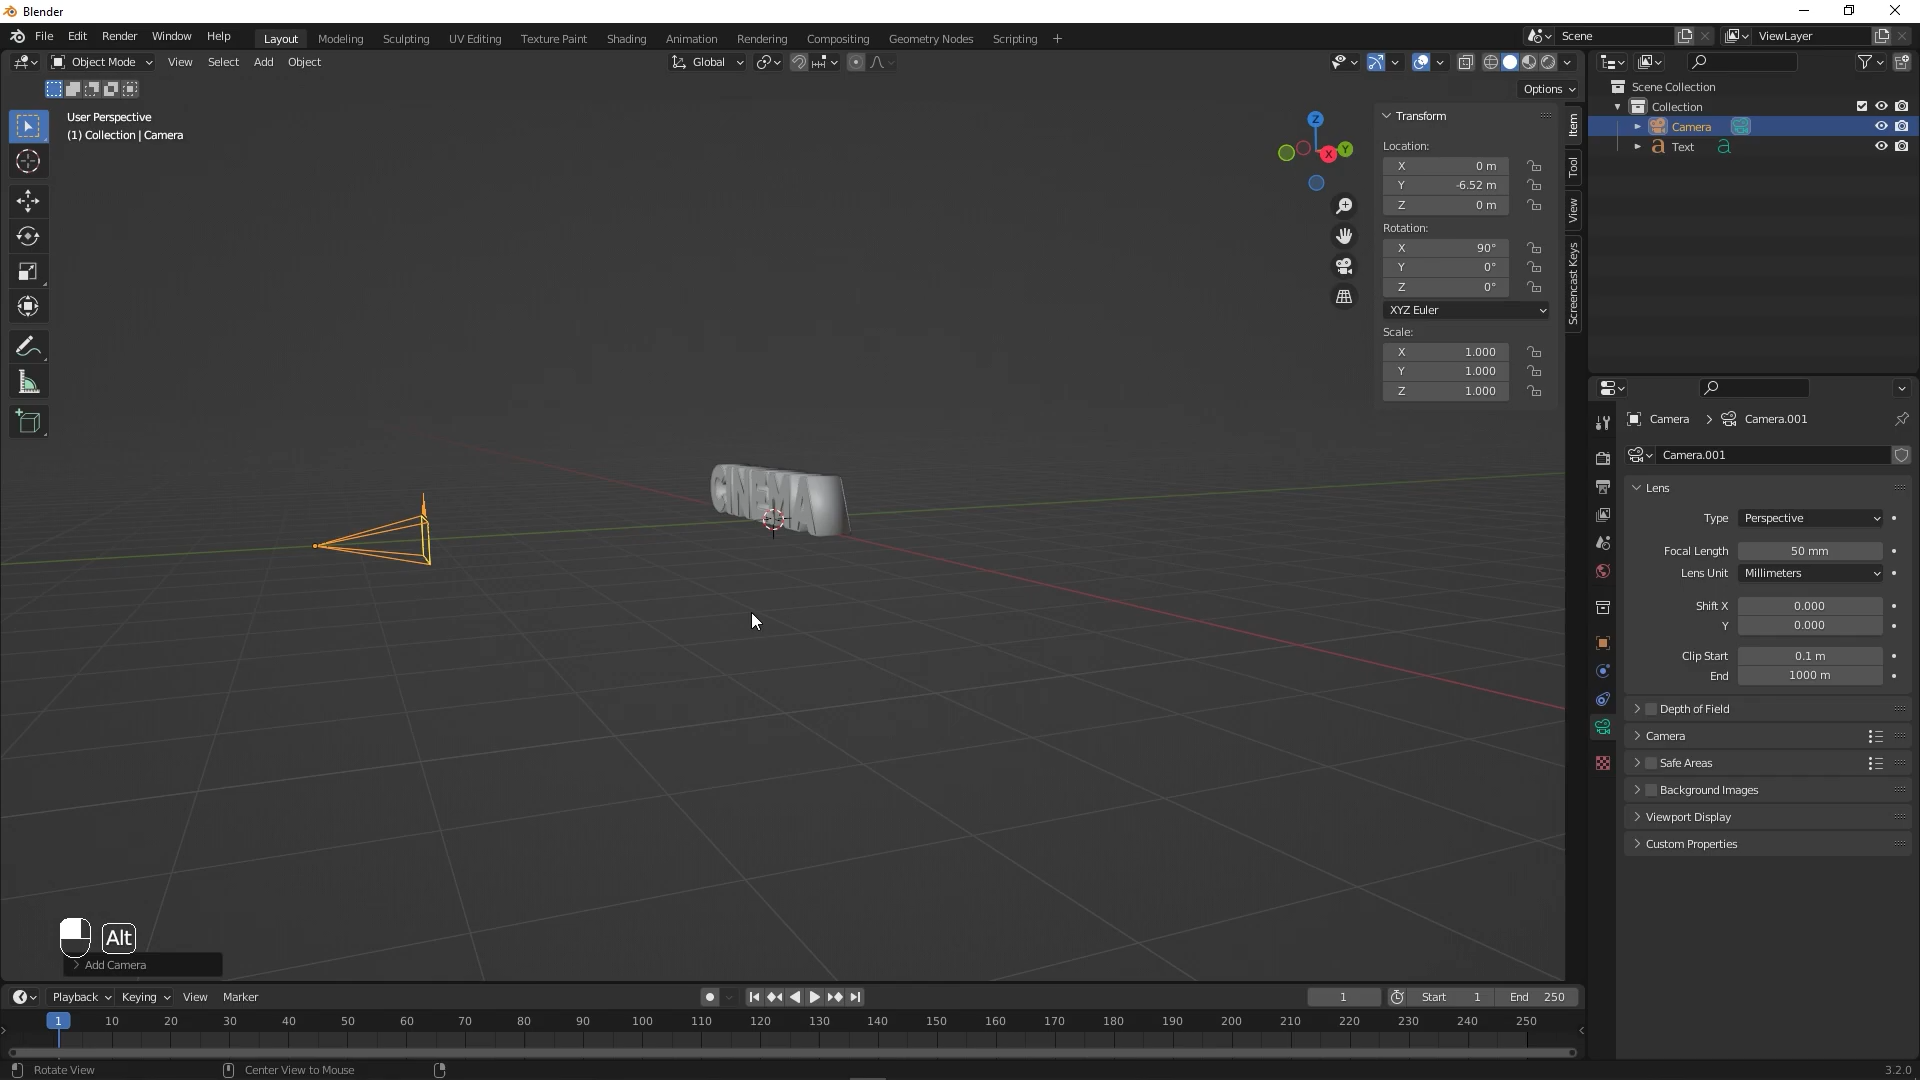 Blender
File Edit Render Window Help
Layout Modeling Sculpting UV Editing Texture Paint Shading Animation Rendering Compositing Geometry Nodes Scripting +
Scene
ViewLayer
Object Mode View Select Add Object
Global
Options
User Perspective
(1) Collection | Camera
Z
X
Y
Transform
Location:
X 0 m
Y -6.52 m
Z 0 m
Rotation:
X 90°
Y 0°
Z 0°
XYZ Euler
Scale:
X 1.000
Y 1.000
Z 1.000
Item
Tool
View
Screencast Keys
Scene Collection
Collection
Camera
Text
Camera > Camera.001
Camera.001
Lens
Type Perspective
Focal Length 50 mm
Lens Unit Millimeters
Shift X 0.000
Y 0.000
Clip Start 0.1 m
End 1000 m
Depth of Field
Camera
Safe Areas
Background Images
Viewport Display
Custom Properties
CINEMA
Alt
> Add Camera
Playback Keying View Marker
1
Start 1
End 250
1 10 20 30 40 50 60 70 80 90 100 110 120 130 140 150 160 170 180 190 200 210 220 230 240 250
Rotate View
Center View to Mouse
3.2.0